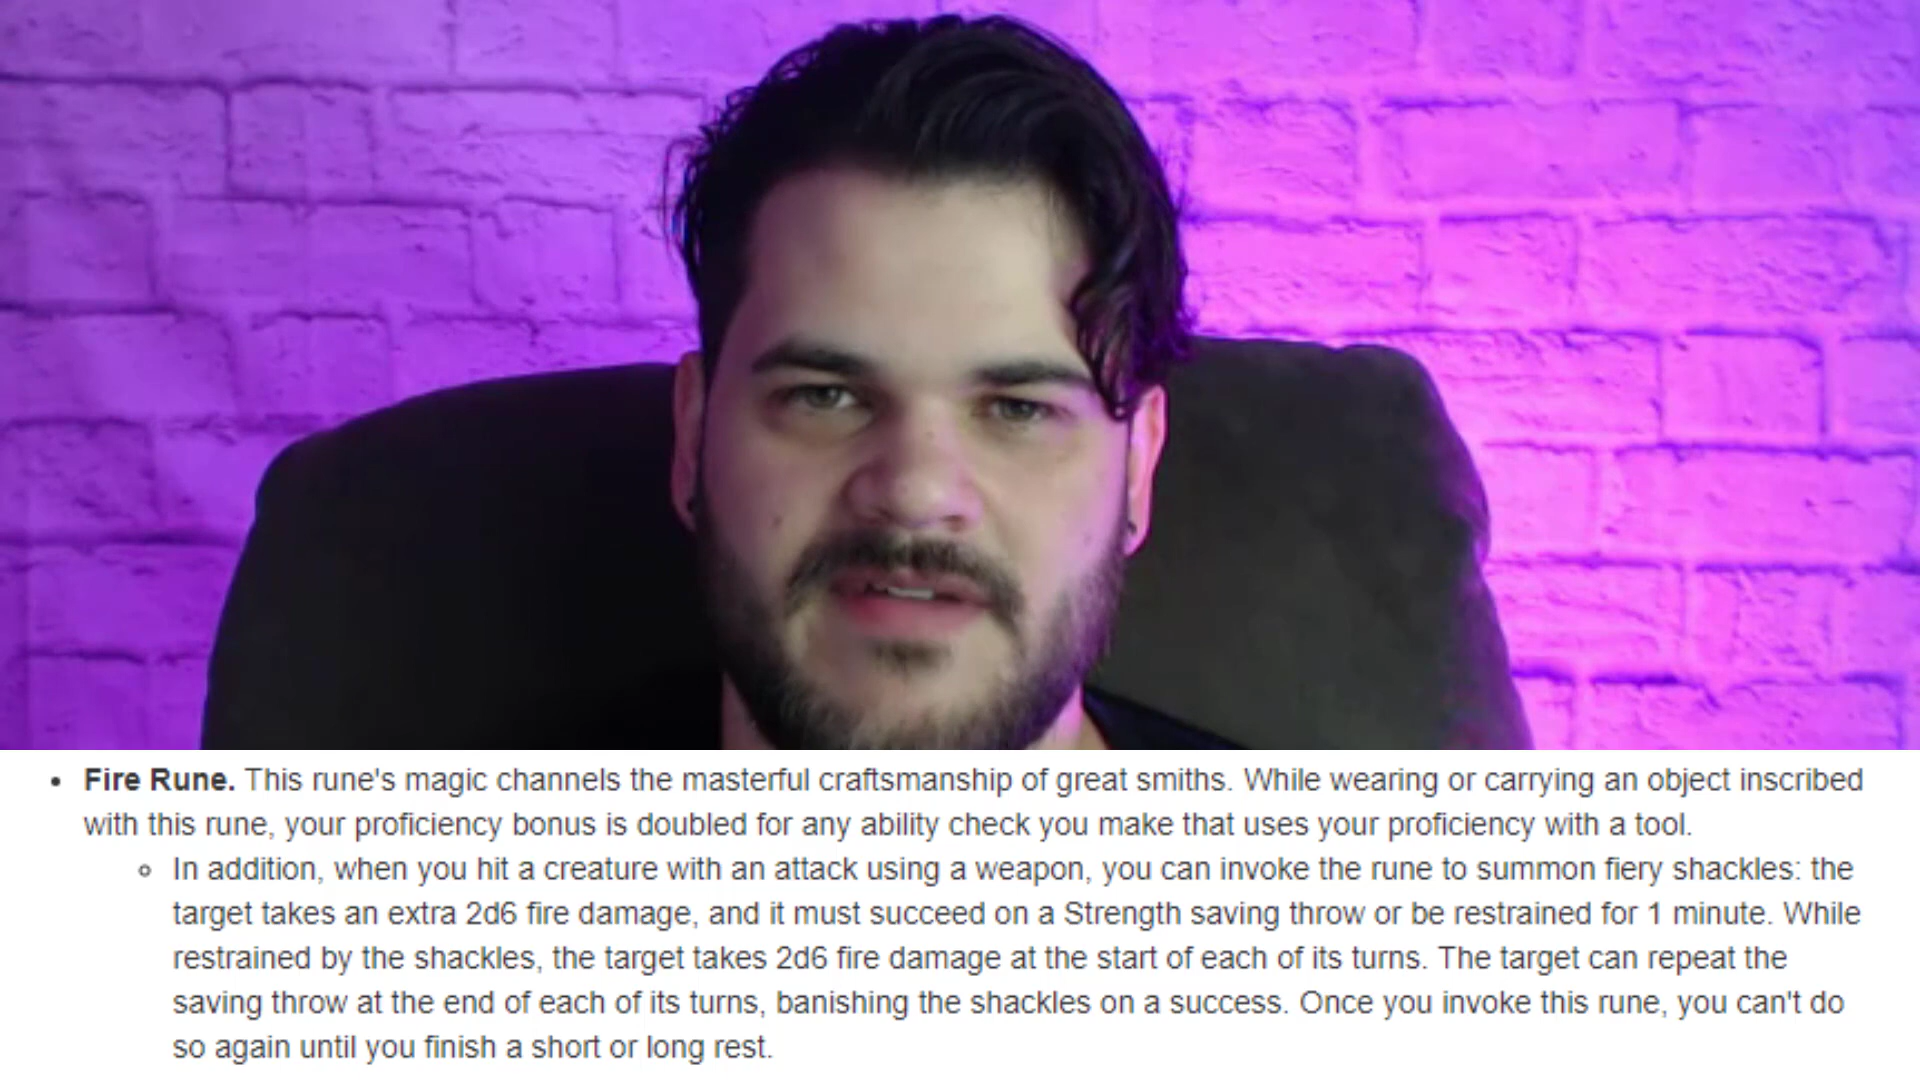 • Fire Rune. This rune's magic channels the masterful craftsmanship of great smiths. While wearing or carrying an object inscribed
with this rune, your proficiency bonus is doubled for any ability check you make that uses your proficiency with a tool.
◦ In addition, when you hit a creature with an attack using a weapon, you can invoke the rune to summon fiery shackles: the
target takes an extra 2d6 fire damage, and it must succeed on a Strength saving throw or be restrained for 1 minute. While
restrained by the shackles, the target takes 2d6 fire damage at the start of each of its turns. The target can repeat the
saving throw at the end of each of its turns, banishing the shackles on a success. Once you invoke this rune, you can't do
so again until you finish a short or long rest.